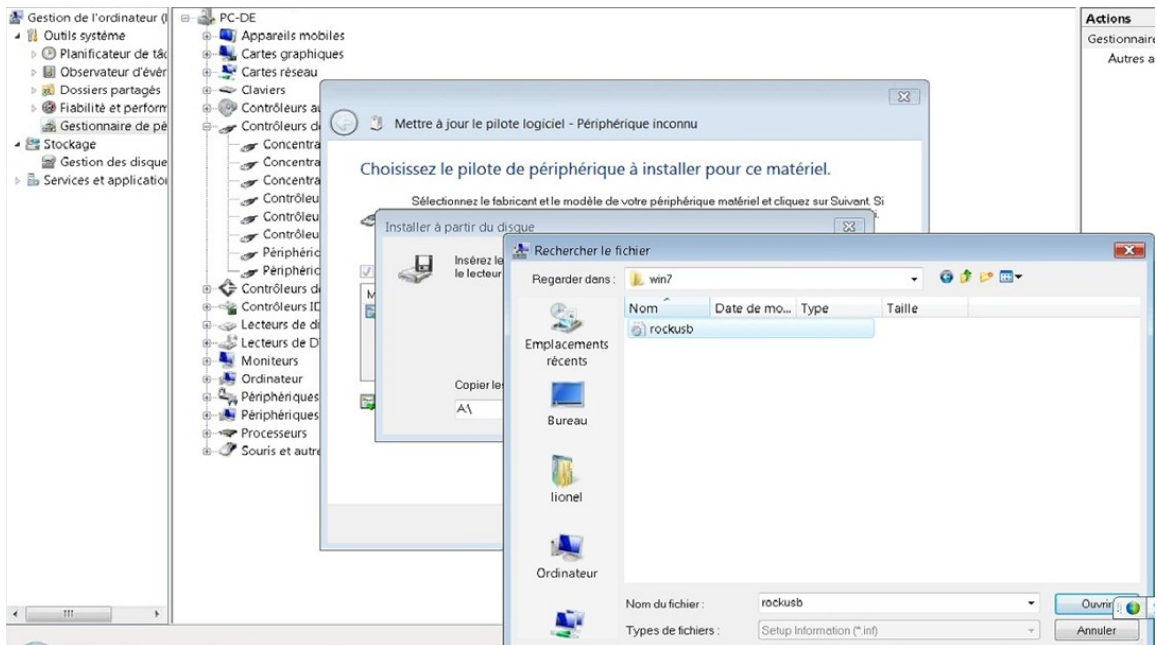 Gestion de l'ordinateur (l
Outils système
Planificateur de tâc
Observateur d'évér
Dossiers partagés
Fiabilité et perform
Gestionnaire de pé
Stockage
Gestion des disque
Services et application
PC-DE
Appareils mobiles
Cartes graphiques
Cartes réseau
Claviers
Contrôleurs au
Contrôleurs de
Concentra
Concentra
Concentra
Contrôleu
Contrôleu
Contrôleu
Périphéric
Périphéric
Contrôleurs de
Contrôleurs ID
Lecteurs de di
Lecteurs de D
Moniteurs
Ordinateur
Périphériques
Périphériques
Processeurs
Souris et autre
Actions
Gestionnaire
Autres a
Mettre à jour le pilote logiciel - Périphérique inconnu
Choisissez le pilote de périphérique à installer pour ce matériel.
Sélectionnez le fabricant et le modèle de votre périphérique matériel et cliquez sur Suivant. Si
Installer à partir du disque
Insérez le
le lecteur
Copier les
A:\
Rechercher le fichier
Regarder dans :
win7
Nom Date de mo... Type Taille
rockusb
Emplacements
récents
Bureau
lionel
Ordinateur
Nom du fichier : rockusb Ouvrir
Types de fichiers : Setup Information (*.inf) Annuler